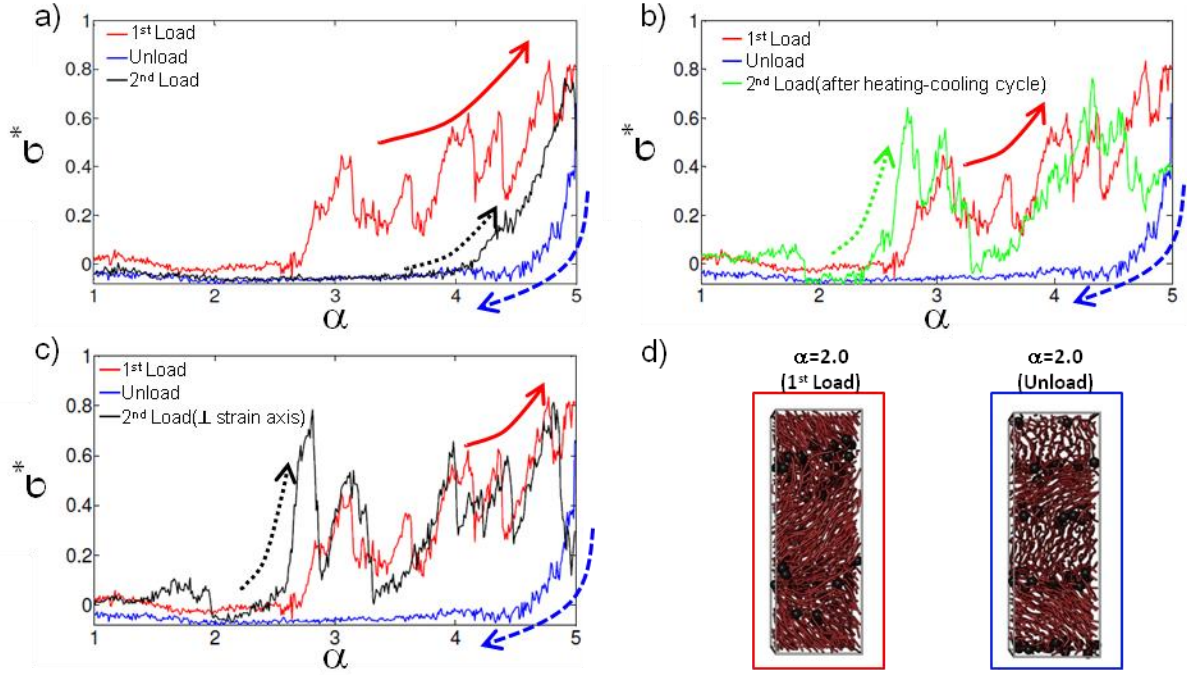 a)
1
0.8
0.6
0.4
0.2
0
σ*
1st Load
Unload
2nd Load
1 2 3 4 5
α
b)
1
0.8
0.6
0.4
0.2
0
σ*
1st Load
Unload
2nd Load(after heating-cooling cycle)
1 2 3 4 5
α
c)
1
0.8
0.6
0.4
0.2
0
σ*
1st Load
Unload
2nd Load(⊥ strain axis)
1 2 3 4 5
α
d)
α=2.0
(1st Load)
α=2.0
(Unload)